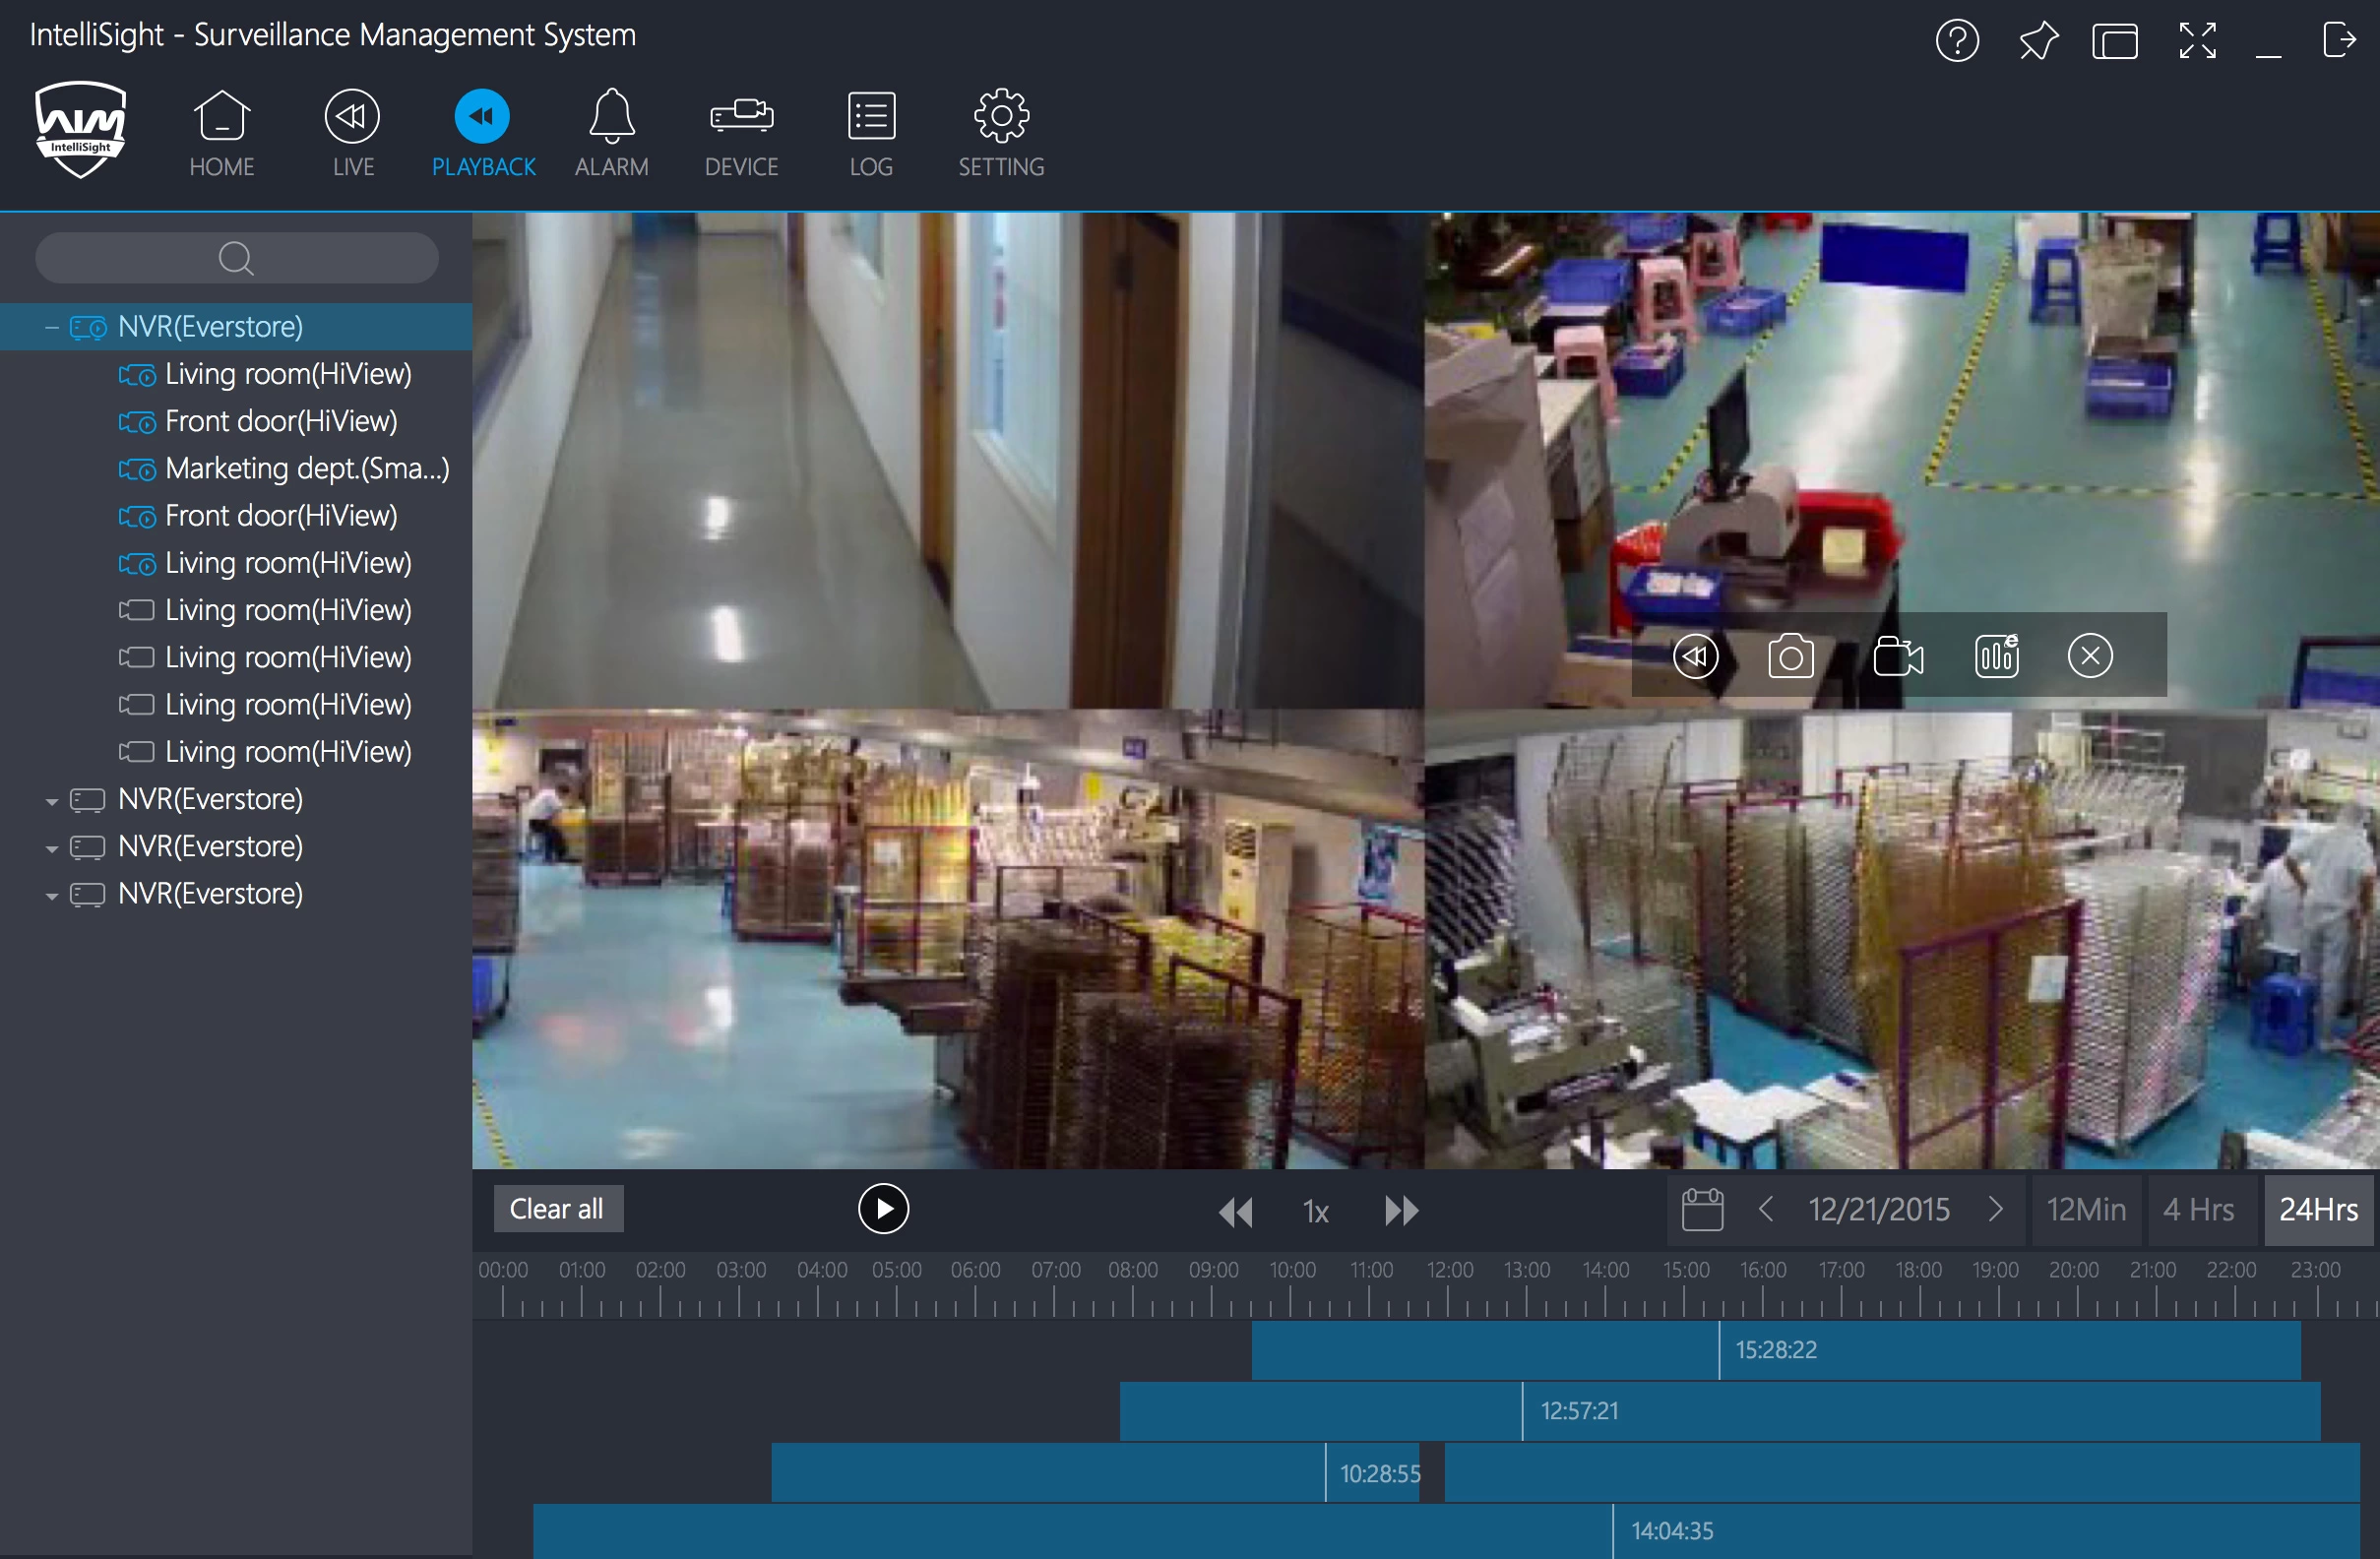 IntelliSight - Surveillance Management System
AIM
IntelliSight
HOME
LIVE
PLAYBACK
ALARM
DEVICE
LOG
SETTING
NVR(Everstore)
Living room(HiView)
Front door(HiView)
Marketing dept.(Sma...)
Front door(HiView)
Living room(HiView)
Living room(HiView)
Living room(HiView)
Living room(HiView)
Living room(HiView)
NVR(Everstore)
NVR(Everstore)
NVR(Everstore)
e
Clear all
1x
12/21/2015
12Min
4 Hrs
24Hrs
00:00 01:00 02:00 03:00 04:00 05:00 06:00 07:00 08:00 09:00 10:00 11:00 12:00 13:00 14:00 15:00 16:00 17:00 18:00 19:00 20:00 21:00 22:00 23:00
15:28:22
12:57:21
10:28:55
14:04:35